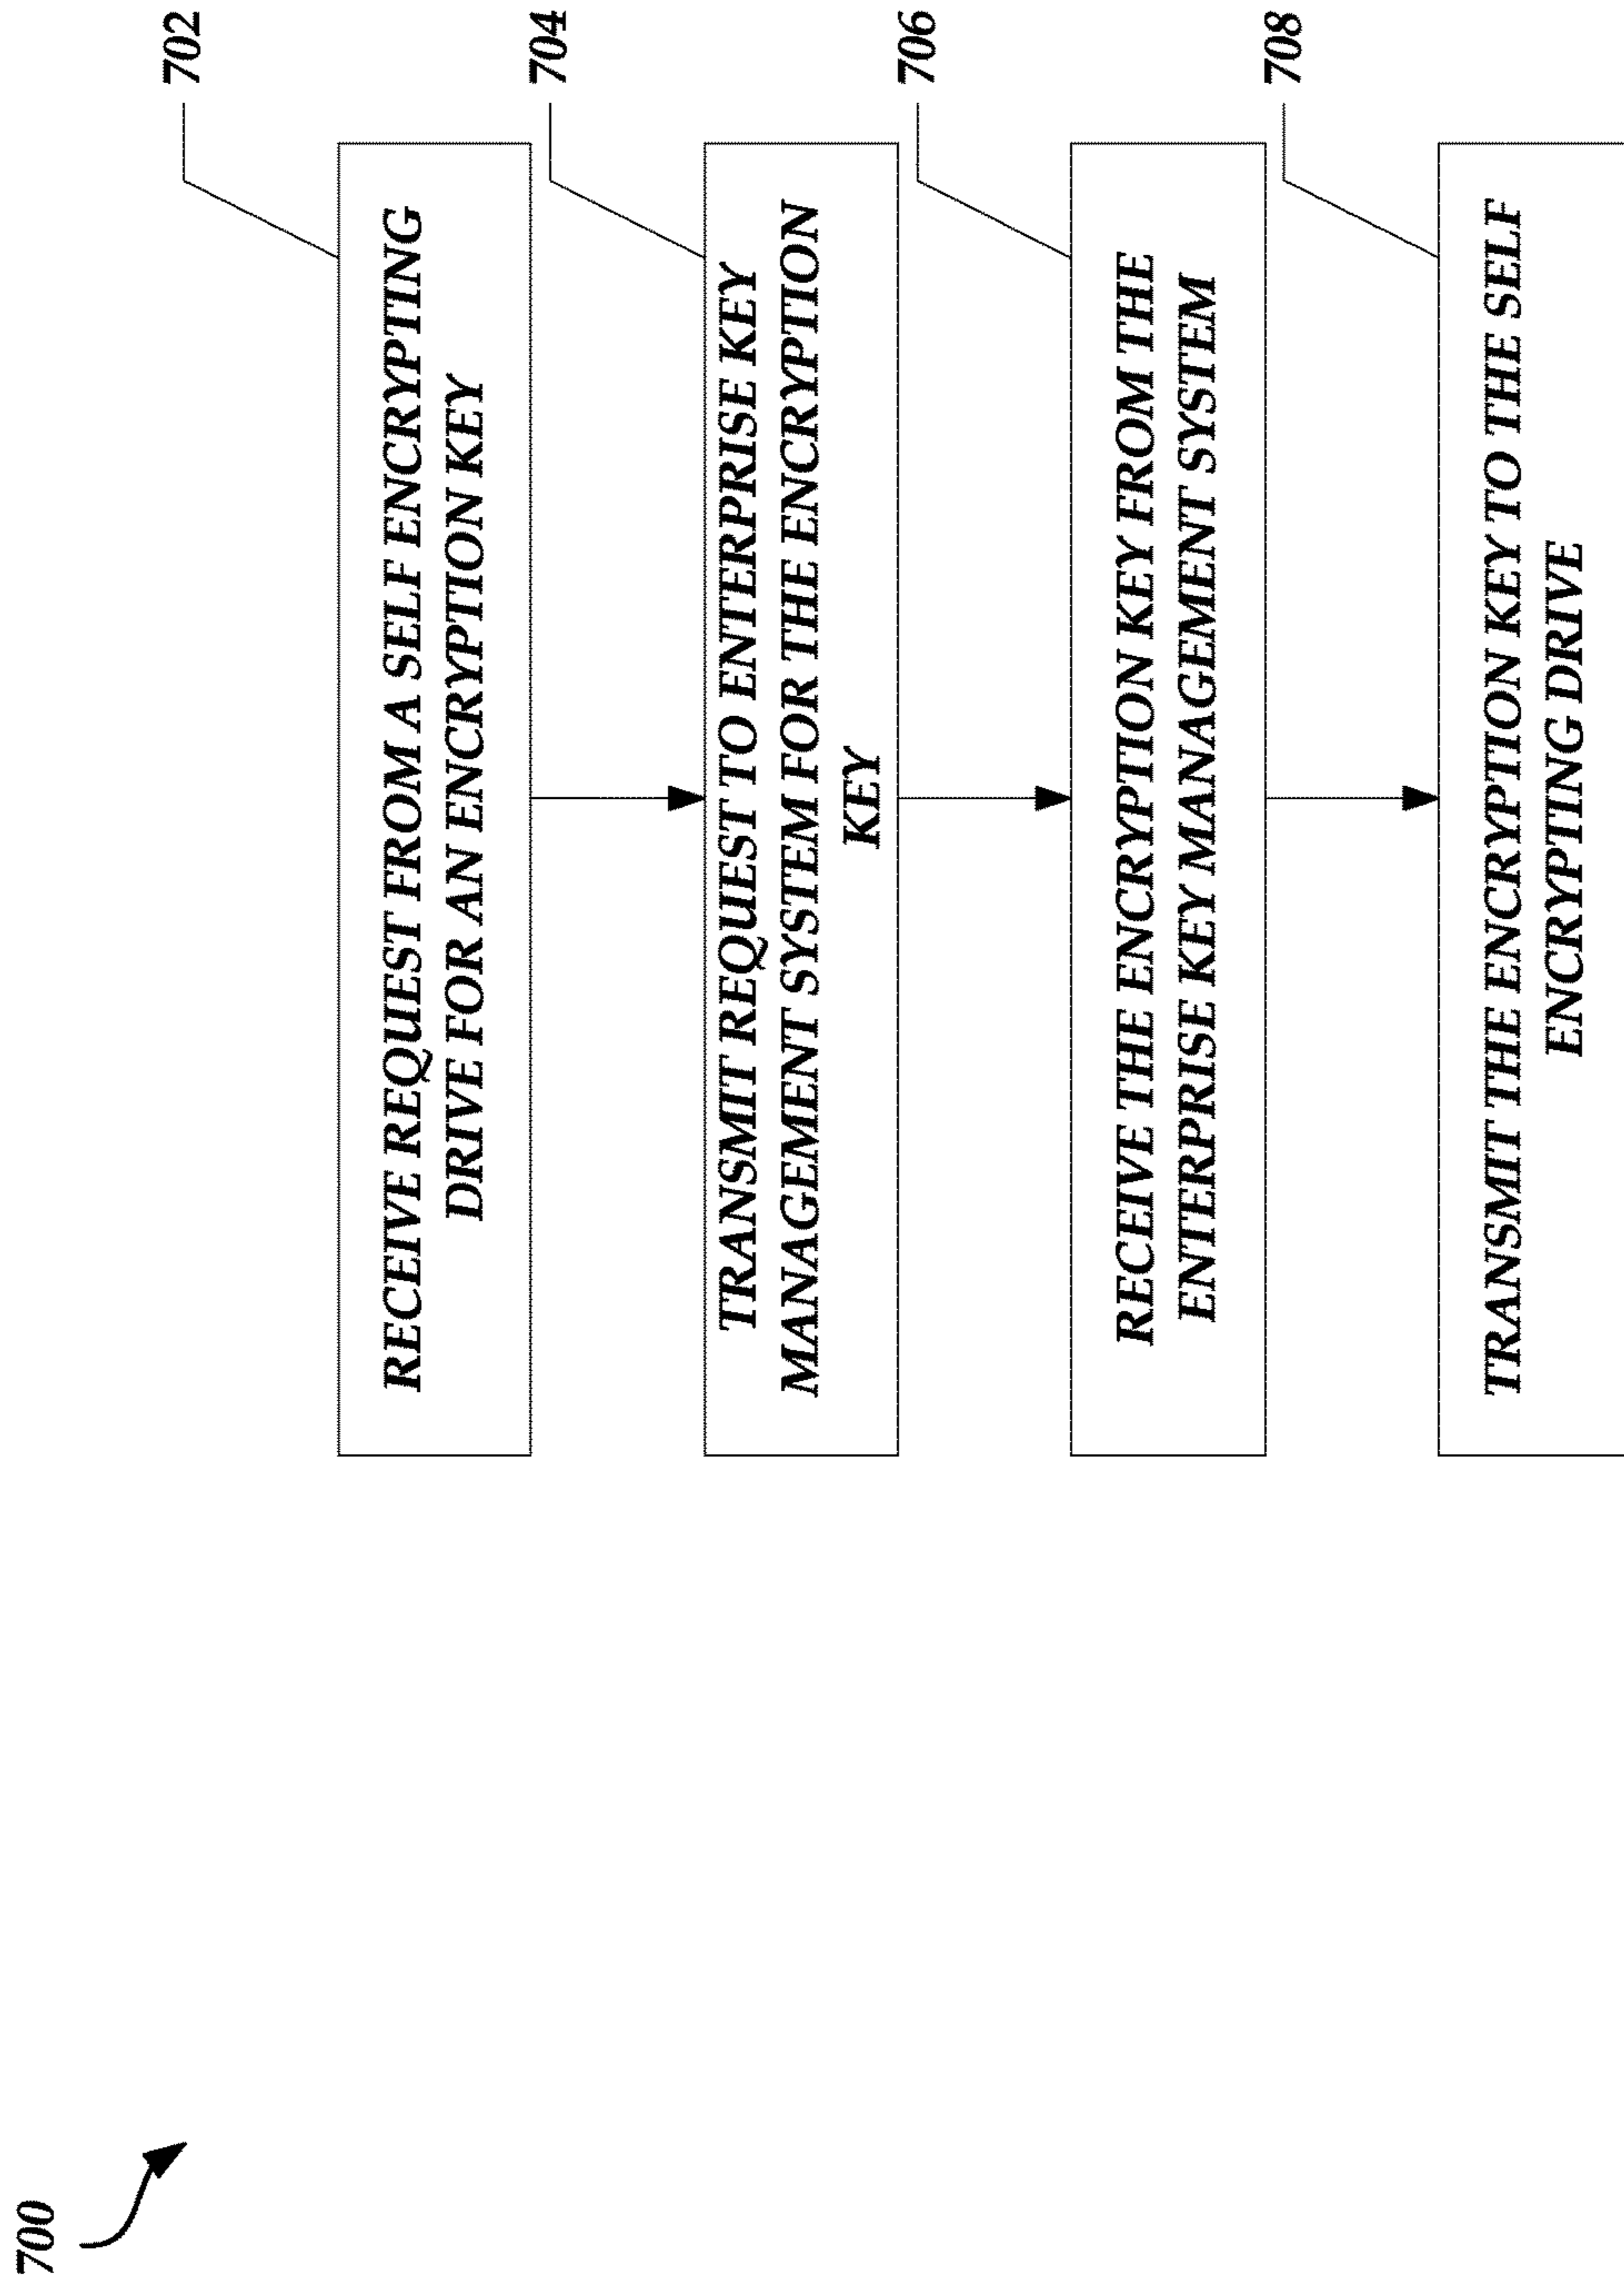 700
702
RECEIVE REQUEST FROM A SELF ENCRYPTING
DRIVE FOR AN ENCRYPTION KEY
704
TRANSMIT REQUEST TO ENTERPRISE KEY
MANAGEMENT SYSTEM FOR THE ENCRYPTION
KEY
706
RECEIVE THE ENCRYPTION KEY FROM THE
ENTERPRISE KEY MANAGEMENT SYSTEM
708
TRANSMIT THE ENCRYPTION KEY TO THE SELF
ENCRYPTING DRIVE